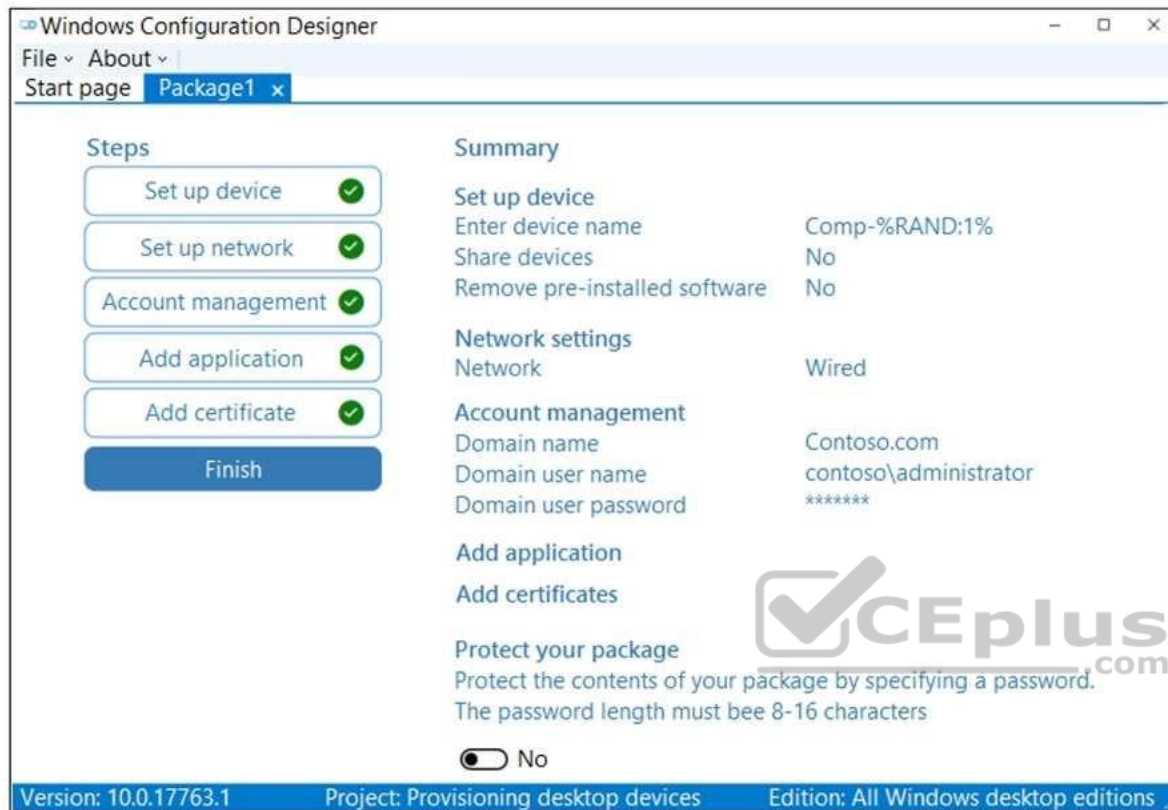 Windows Configuration Designer
File About
Start page Package1 x
Steps
Set up device
Set up network
Account management
Add application
Add certificate
Finish
Summary
Set up device
Enter device name Comp-%RAND:1%
Share devices No
Remove pre-installed software No
Network settings
Network Wired
Account management
Domain name Contoso.com
Domain user name contoso\administrator
Domain user password *******
Add application
Add certificates
Protect your package
Protect the contents of your package by specifying a password.
The password length must bee 8-16 characters
No
VCEplus
.com
Version: 10.0.17763.1 Project: Provisioning desktop devices Edition: All Windows desktop editions